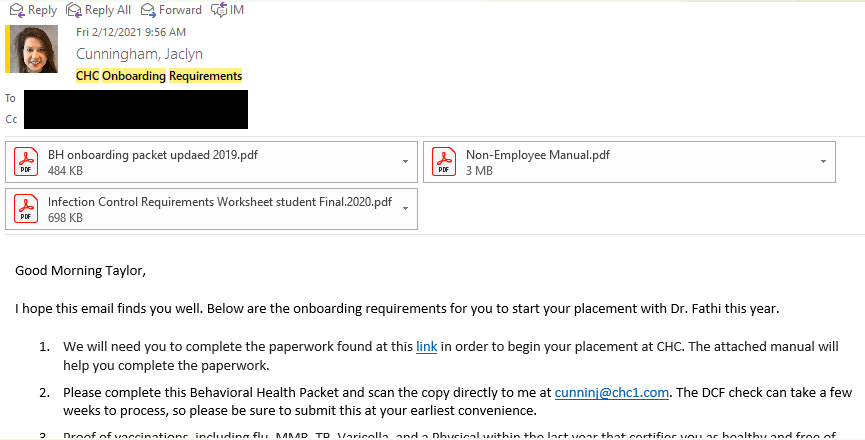 Reply Reply All Forward IM
Fri 2/12/2021 9:56 AM
Cunningham, Jaclyn
CHC Onboarding Requirements
To
Cc
BH onboarding packet updaed 2019.pdf
484 KB
Non-Employee Manual.pdf
3 MB
Infection Control Requirements Worksheet student Final.2020.pdf
698 KB
PDF
PDF
PDF
Good Morning Taylor,
I hope this email finds you well. Below are the onboarding requirements for you to start your placement with Dr. Fathi this year.
1. We will need you to complete the paperwork found at this link in order to begin your placement at CHC. The attached manual will
help you complete the paperwork.
2. Please complete this Behavioral Health Packet and scan the copy directly to me at cunninj@chc1.com. The DCF check can take a few
weeks to process, so please be sure to submit this at your earliest convenience.
3. Proof of vaccinations, including flu, MMR, TB, Varicella, and a Physical within the last year that certifies you as healthy and free of